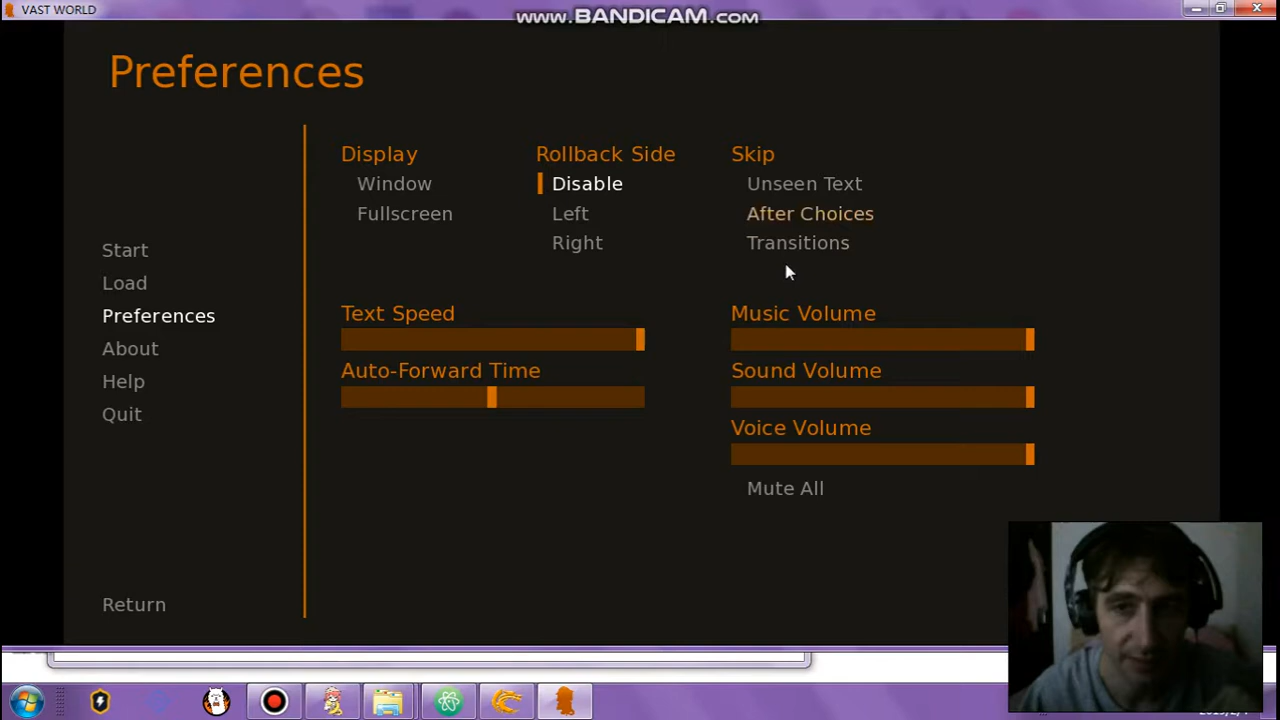 VAST WORLD
www.BANDICAM.com
Preferences
Start
Load
Preferences
About
Help
Quit
Return
Display
Window
Fullscreen
Rollback Side
Disable
Left
Right
Skip
Unseen Text
After Choices
Transitions
Text Speed
Auto-Forward Time
Music Volume
Sound Volume
Voice Volume
Mute All